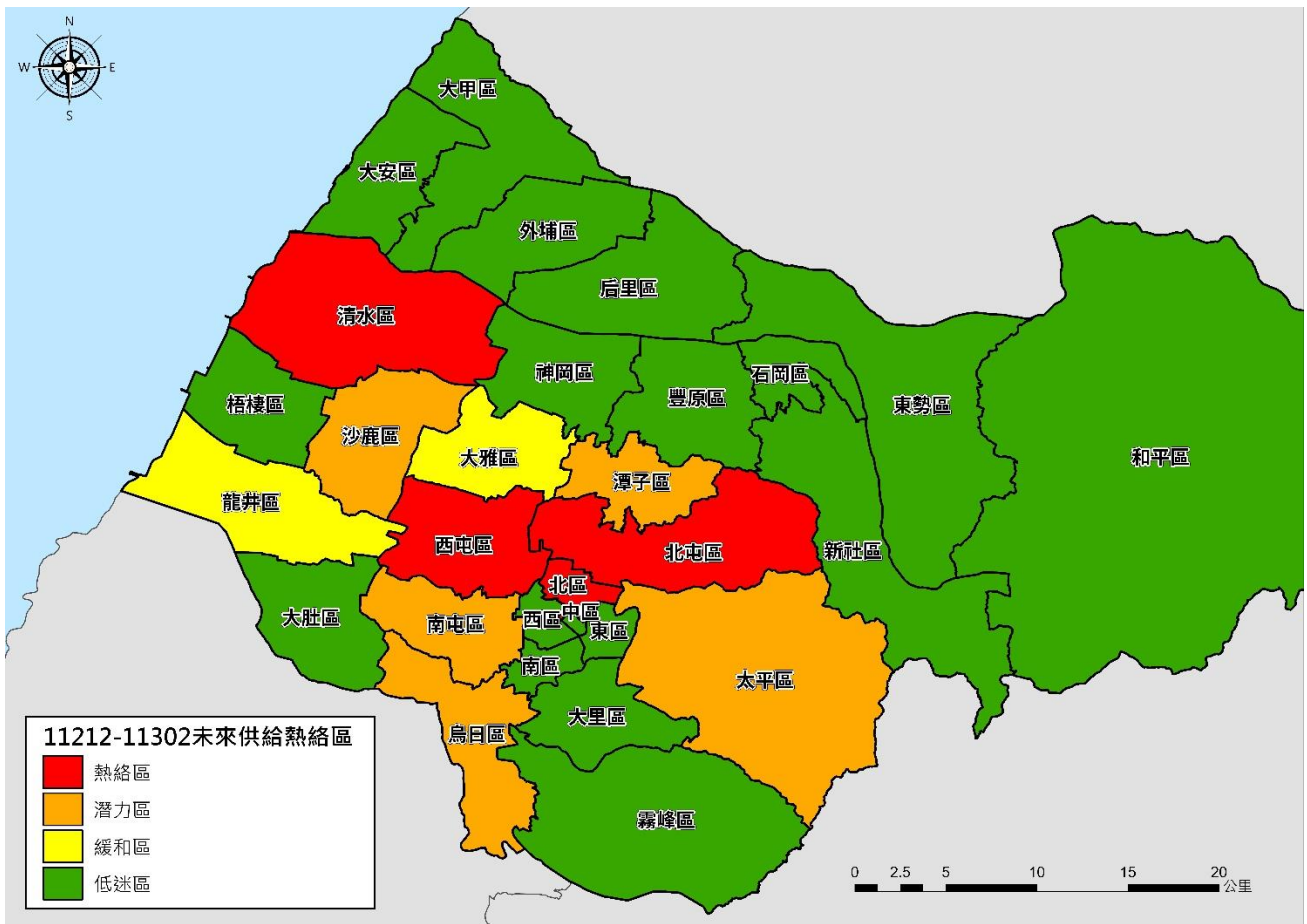 N
W
E
S
大甲區
大安區
外埔區
后里區
清水區
神岡區
豐原區
石岡區
東勢區
和平區
梧棲區
沙鹿區
大雅區
潭子區
龍井區
西屯區
北屯區
新社區
北區
中區
大肚區
南屯區
西區
東區
南區
太平區
烏日區
大里區
霧峰區
11212-11302未來供給熱絡區
熱絡區
潛力區
緩和區
低迷區
0 2.5 5 10 15 20
公里